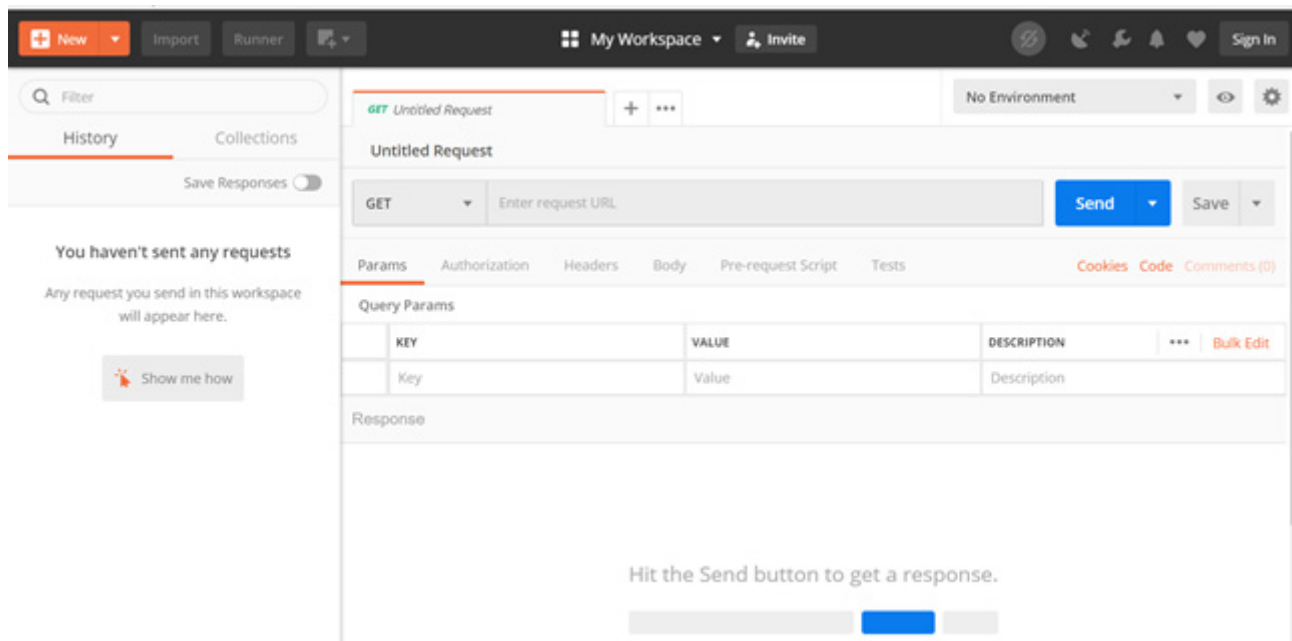 New Import Runner My Workspace Invite Sign In
Filter
History Collections
Save Responses
You haven't sent any requests
Any request you send in this workspace
will appear here.
Show me how
GET Untitled Request
No Environment
Untitled Request
GET Enter request URL Send Save
Params Authorization Headers Body Pre-request Script Tests Cookies Code Comments (0)
Query Params
KEY VALUE DESCRIPTION Bulk Edit
Key Value Description
Response
Hit the Send button to get a response.